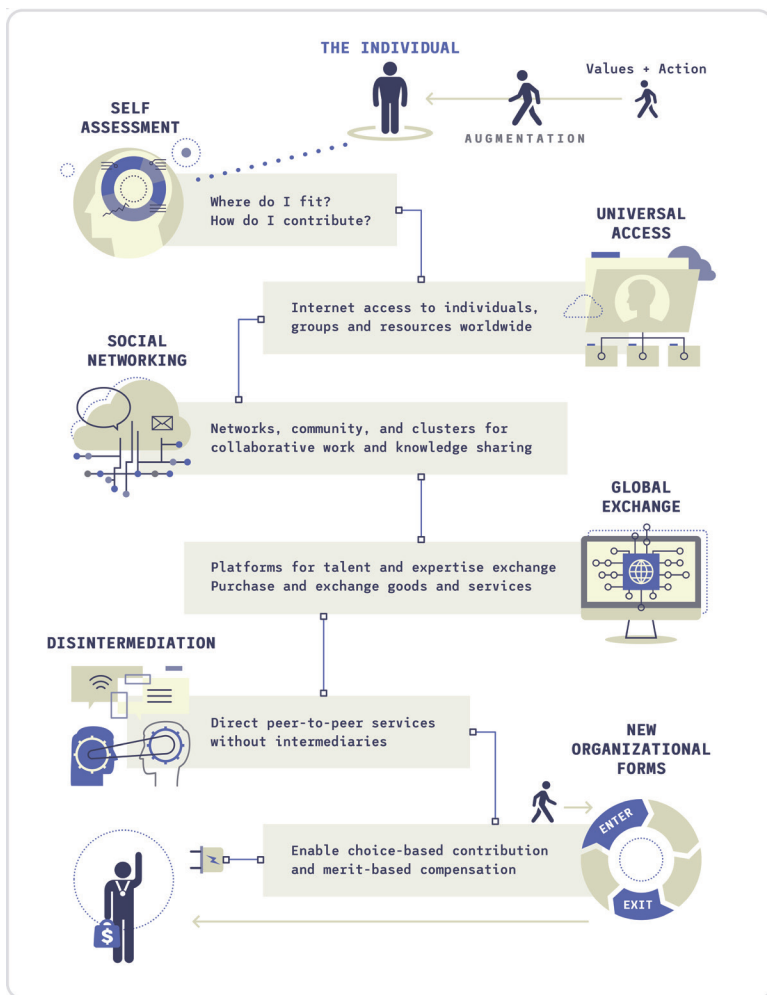 THE INDIVIDUAL
Values + Action
AUGMENTATION
SELF
ASSESSMENT
Where do I fit?
How do I contribute?
UNIVERSAL
ACCESS
Internet access to individuals,
groups and resources worldwide
SOCIAL
NETWORKING
Networks, community, and clusters for
collaborative work and knowledge sharing
GLOBAL
EXCHANGE
Platforms for talent and expertise exchange
Purchase and exchange goods and services
DISINTERMEDIATION
Direct peer-to-peer services
without intermediaries
NEW
ORGANIZATIONAL
FORMS
ENTER
Enable choice-based contribution
and merit-based compensation
EXIT
$